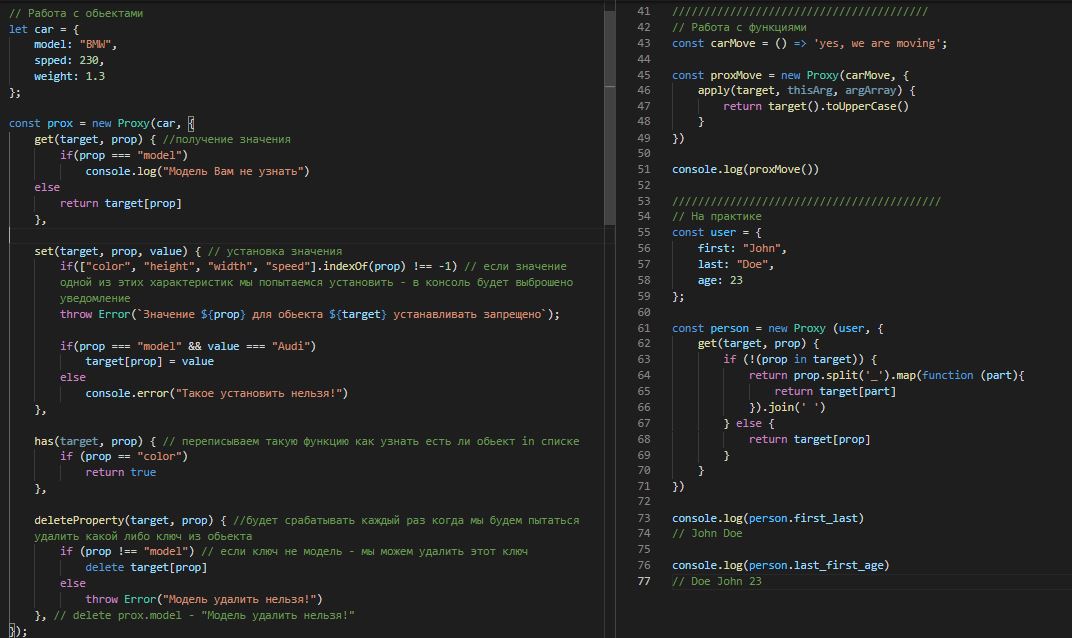 // Работа с обьектами
let car = {
    model: "BMW",
    spped: 230,
    weight: 1.3
};
const prox = new Proxy(car, {
    get(target, prop) { //получение значения
        if(prop === "model")
            console.log("Модель Вам не узнать")
    else
        return target[prop]
    },
    set(target, prop, value) { // установка значения
        if(["color", "height", "width", "speed"].indexOf(prop) !== -1) // если значение
        одной из этих характеристик мы попытаемся установить - в консоль будет выброшено
        уведомление
        throw Error(`Значение ${prop} для обьекта ${target} устанавливать запрещено`);
        if(prop === "model" && value === "Audi")
            target[prop] = value
        else
            console.error("Такое установить нельзя!")
    },
    has(target, prop) { // переписываем такую функцию как узнать есть ли обьект in списке
        if (prop == "color")
            return true
    },
    deleteProperty(target, prop) { //будет срабатывать каждый раз когда мы будем пытаться
    удалить какой либо ключ из обьекта
        if (prop !== "model") // если ключ не модель - мы можем удалить этот ключ
            delete target[prop]
        else
            throw Error("Модель удалить нельзя!")
    }, // delete prox.model - "Модель удалить нельзя!"
});
41 ////////////////////////////////////////
42 // Работа с функциями
43 const carMove = () => 'yes, we are moving';
44
45 const proxMove = new Proxy(carMove, {
46     apply(target, thisArg, argArray) {
47         return target().toUpperCase()
48     }
49 })
50
51 console.log(proxMove())
52
53 //////////////////////////////////////////
54 // На практике
55 const user = {
56     first: "John",
57     last: "Doe",
58     age: 23
59 };
60
61 const person = new Proxy (user, {
62     get(target, prop) {
63         if (!(prop in target)) {
64             return prop.split('_').map(function (part){
65                 return target[part]
66             }).join(' ')
67         } else {
68             return target[prop]
69         }
70     }
71 })
72
73 console.log(person.first_last)
74 // John Doe
75
76 console.log(person.last_first_age)
77 // Doe John 23